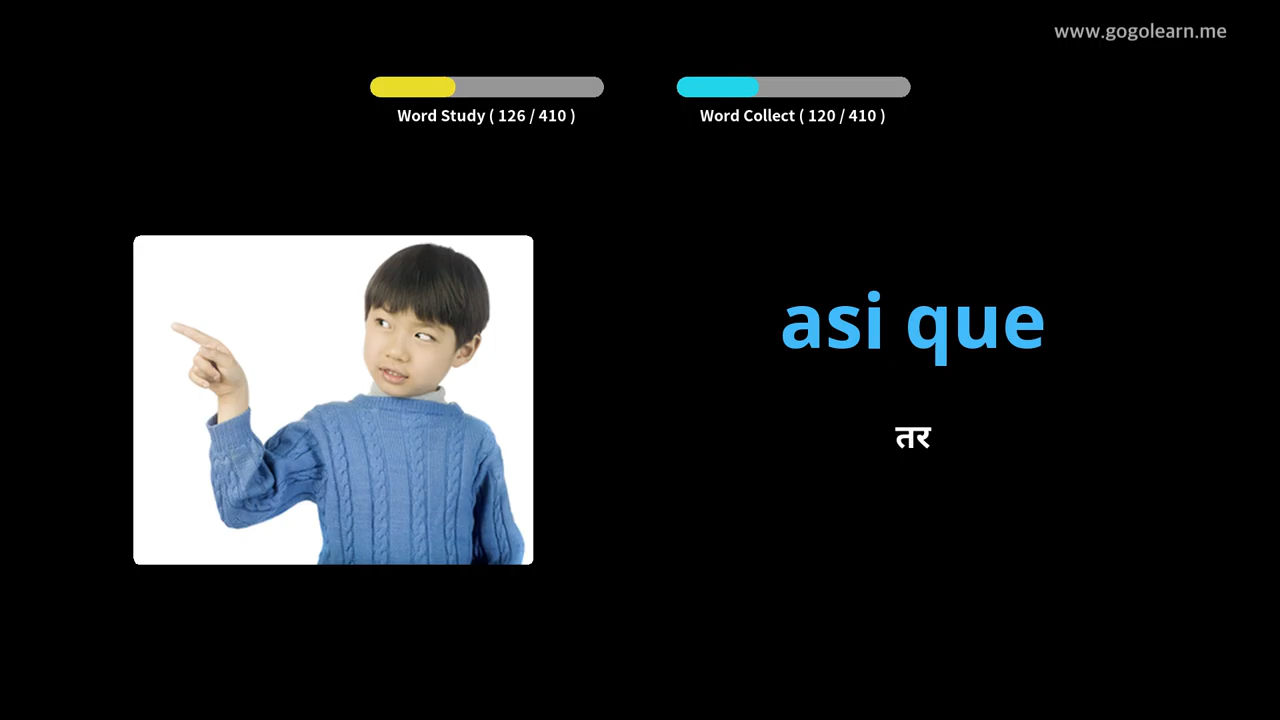 www.gogolearn.me
Word Study ( 126 / 410 )
Word Collect ( 120 / 410 )
asi que
तर